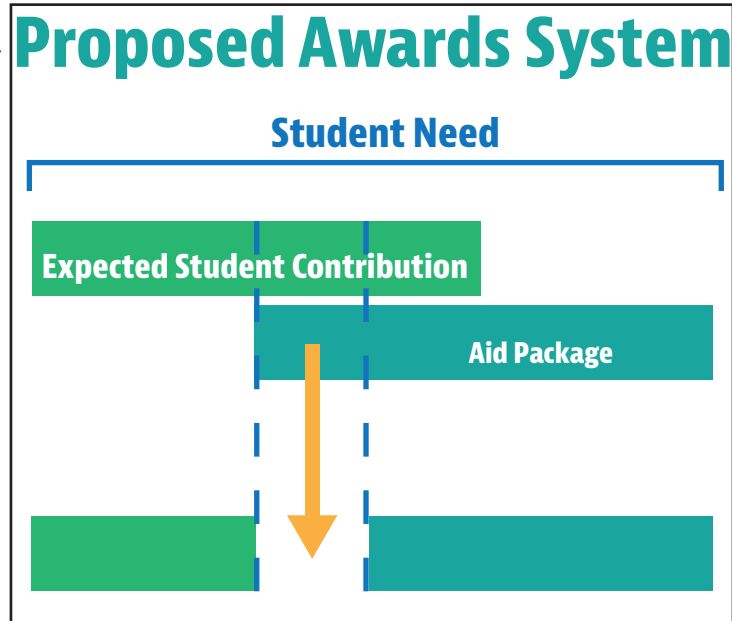 Proposed Awards System
Student Need
Expected Student Contribution
Aid Package